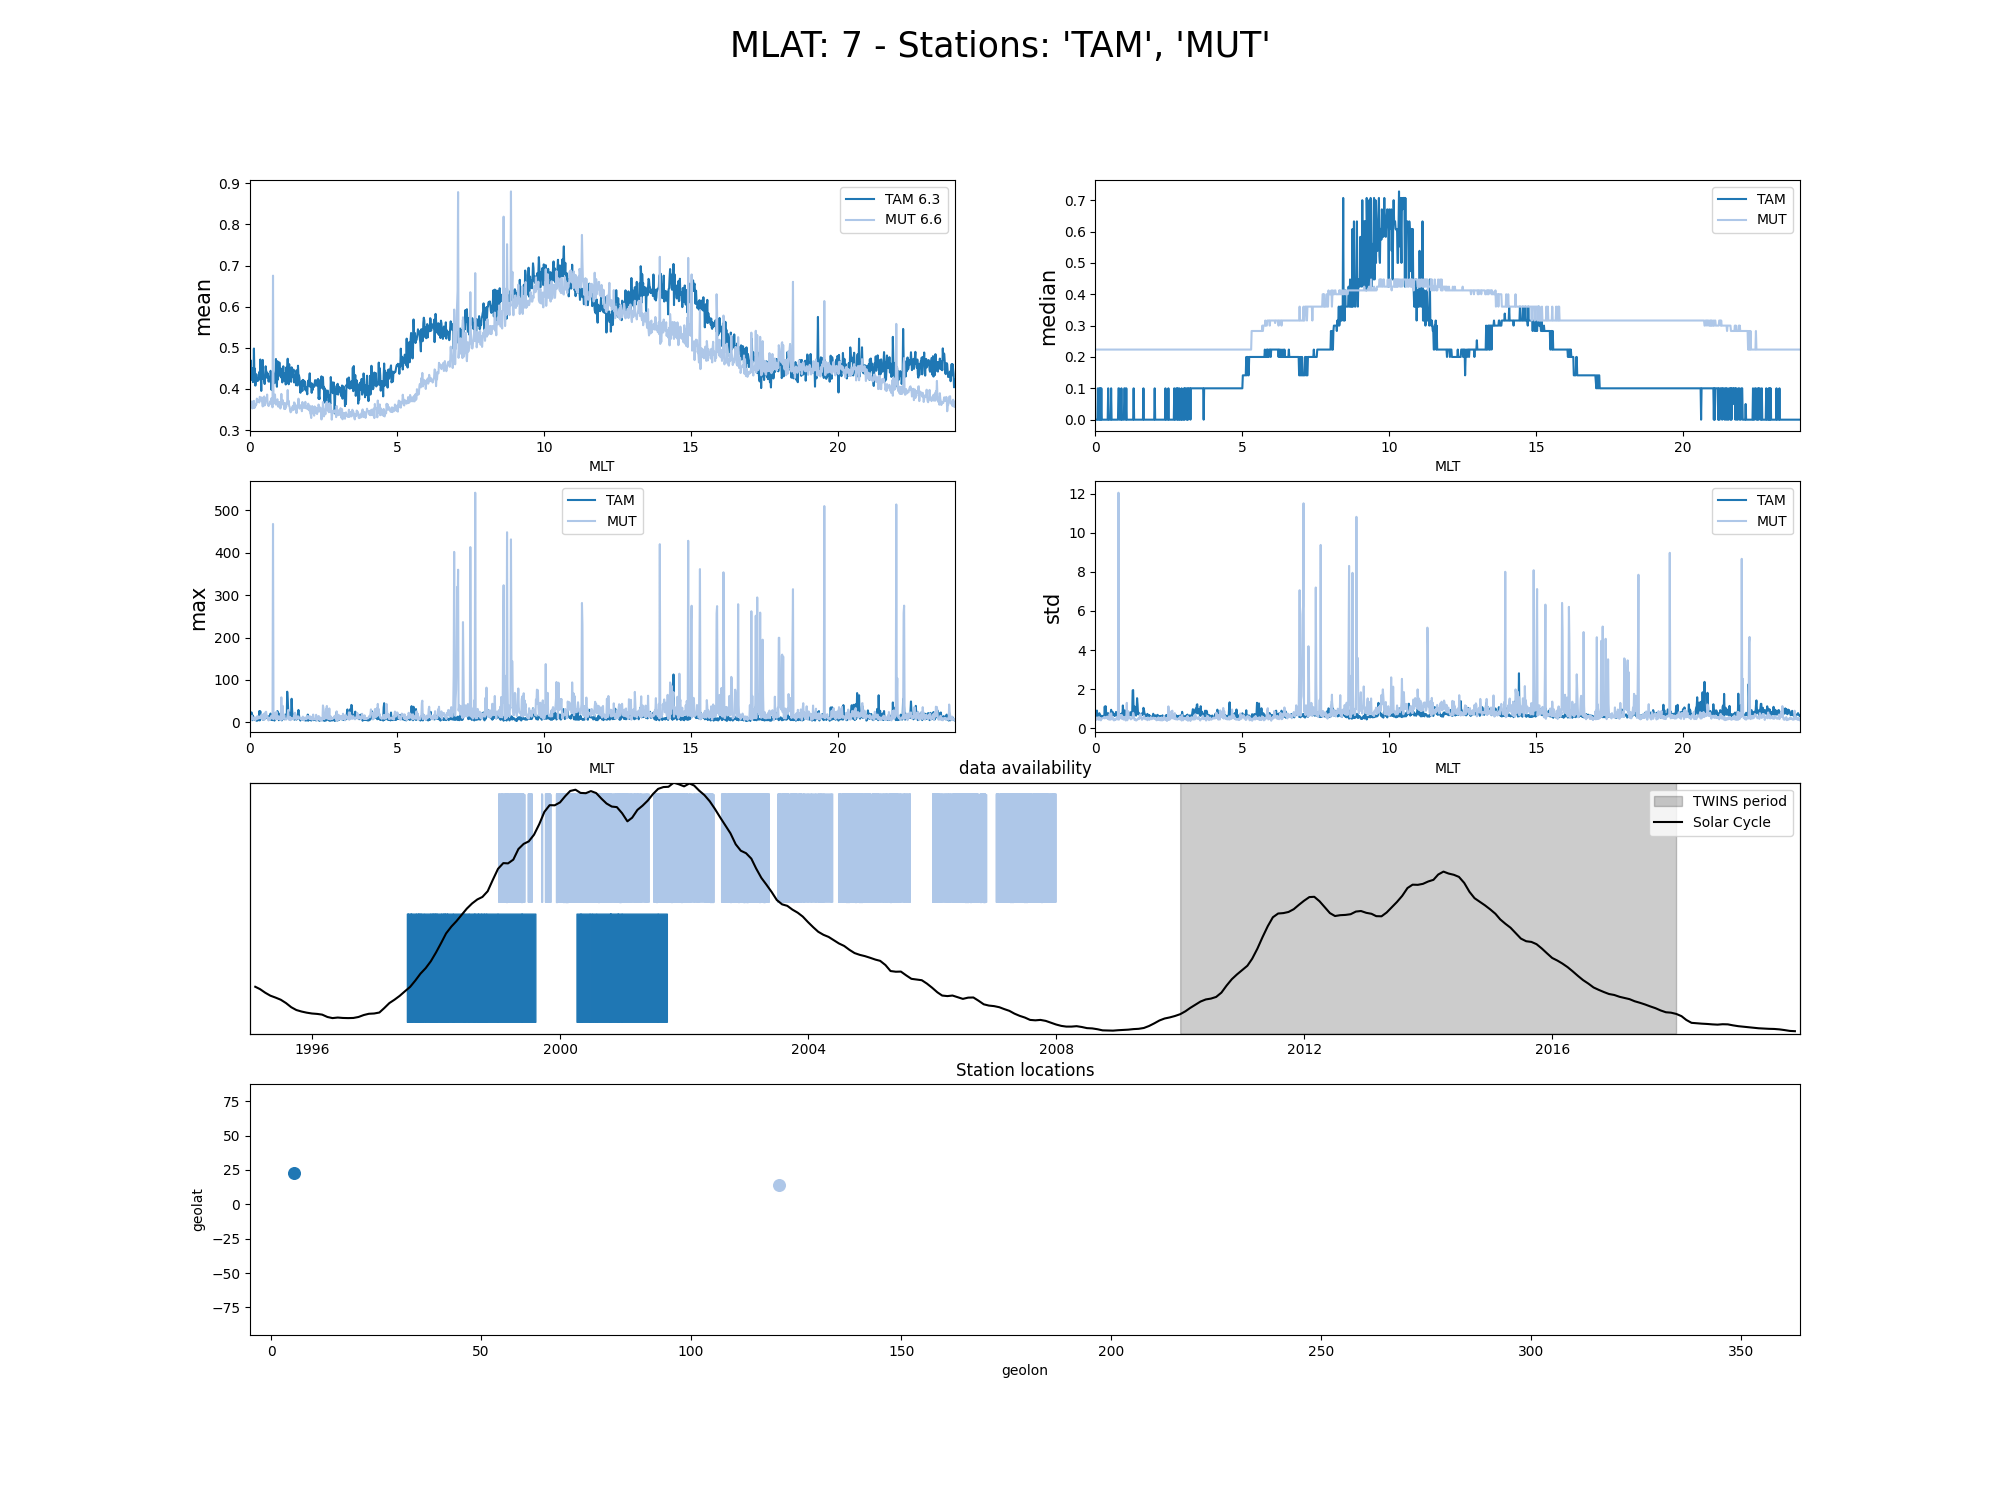 MLAT: 7 - Stations: 'TAM', 'MUT'
mean
0.9
0.8
0.7
0.6
0.5
0.4
0.3
TAM 6.3
MUT 6.6
0 5 10 15 20
MLT
median
0.7
0.6
0.5
0.4
0.3
0.2
0.1
0.0
TAM
MUT
0 5 10 15 20
MLT
max
500
400
300
200
100
0
TAM
MUT
0 5 10 15 20
MLT
std
12
10
8
6
4
2
0
TAM
MUT
0 5 10 15 20
MLT
data availability
TWINS period
Solar Cycle
1996 2000 2004 2008 2012 2016
Station locations
geolat
75
50
25
0
−25
−50
−75
0 50 100 150 200 250 300 350
geolon